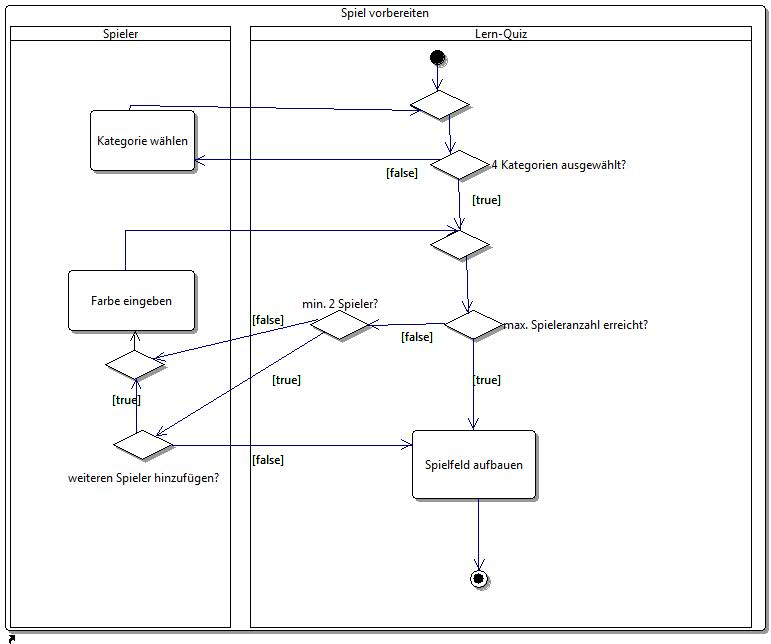 Spiel vorbereiten
Spieler
Lern-Quiz
Kategorie wählen
4 Kategorien ausgewählt?
[false]
[true]
Farbe eingeben
min. 2 Spieler?
[false]
max. Spieleranzahl erreicht?
[false]
[true]
[true]
[true]
Spielfeld aufbauen
[false]
weiteren Spieler hinzufügen?